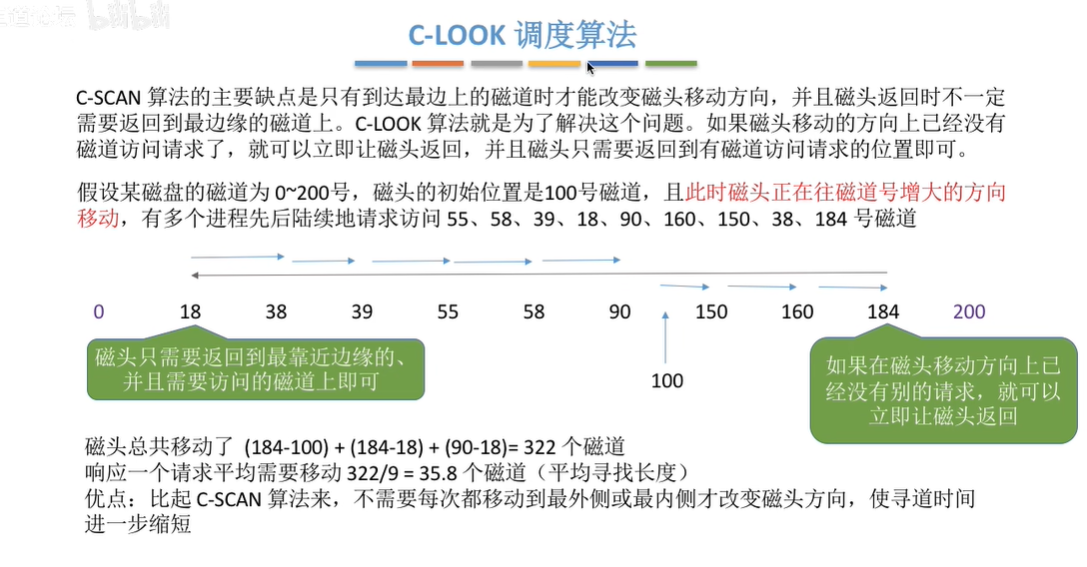 bilibili
C-LOOK 调度算法
C-SCAN 算法的主要缺点是只有到达最边上的磁道时才能改变磁头移动方向，并且磁头返回时不一定
需要返回到最边缘的磁道上。C-LOOK 算法就是为了解决这个问题。如果磁头移动的方向上已经没有
磁道访问请求了，就可以立即让磁头返回，并且磁头只需要返回到有磁道访问请求的位置即可。
假设某磁盘的磁道为 0~200号，磁头的初始位置是100号磁道，且此时磁头正在往磁道号增大的方向
移动，有多个进程先后陆续地请求访问 55、58、39、18、90、160、150、38、184 号磁道
0 18 38 39 55 58 90 150 160 184 200
100
磁头只需要返回到最靠近边缘的、
并且需要访问的磁道上即可
如果在磁头移动方向上已
经没有别的请求，就可以
立即让磁头返回
磁头总共移动了 (184-100) + (184-18) + (90-18)= 322 个磁道
响应一个请求平均需要移动 322/9 = 35.8 个磁道（平均寻找长度）
优点：比起 C-SCAN 算法来，不需要每次都移动到最外侧或最内侧才改变磁头方向，使寻道时间
进一步缩短